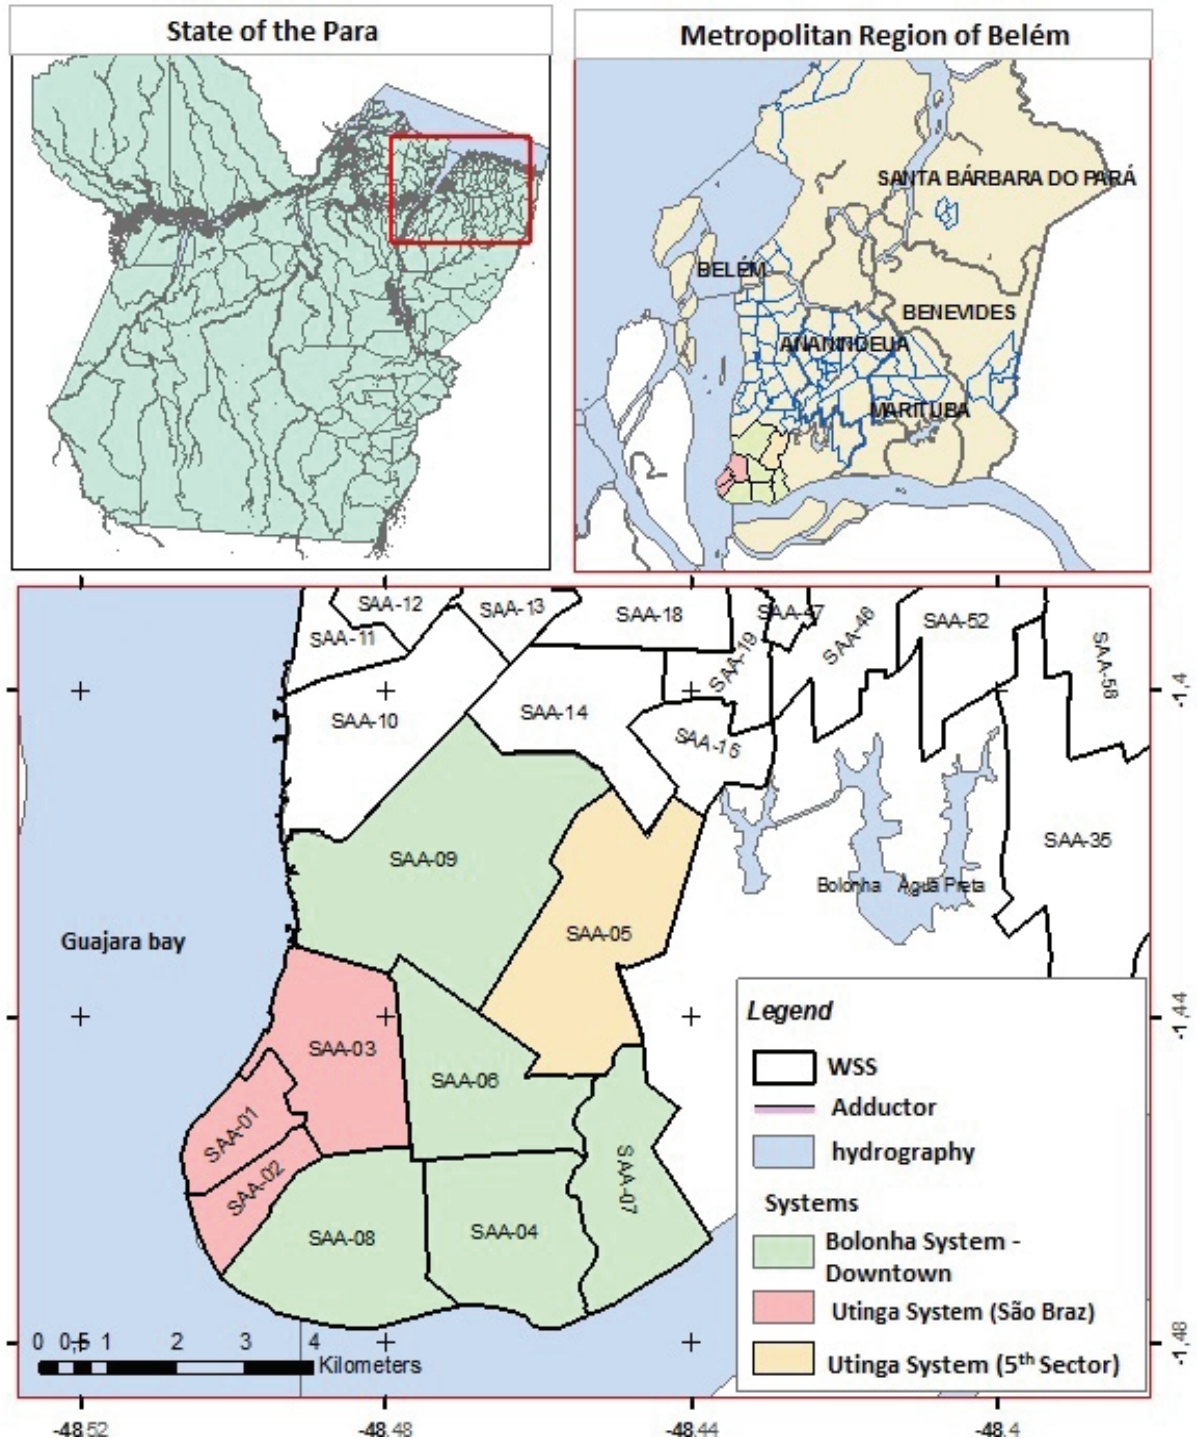 State of the Para
Metropolitan Region of Belém
SANTA BÁRBARA DO PARÁ
BELÉM
BENEVIDES
ANANINDEUA
MARITUBA
SAA-12
SAA-13
SAA-18
SAA-47
SAA-46
SAA-52
SAA-11
SAA-19
SAA-58
-1,4
SAA-10
SAA-14
SAA-15
SAA-35
SAA-09
Bolonha
Agua Preta
SAA-05
Guajara bay
Legend
-1,44
SAA-03
WSS
SAA-06
Adductor
SAA-01
hydrography
SAA-07
SAA-02
Systems
SAA-08
SAA-04
Bolonha System -
Downtown
Utinga System (São Braz)
Utinga System (5th Sector)
-1,48
0 0,5 1 2 3 4
Kilometers
-48.52 -48.48 -48.44 -48.4